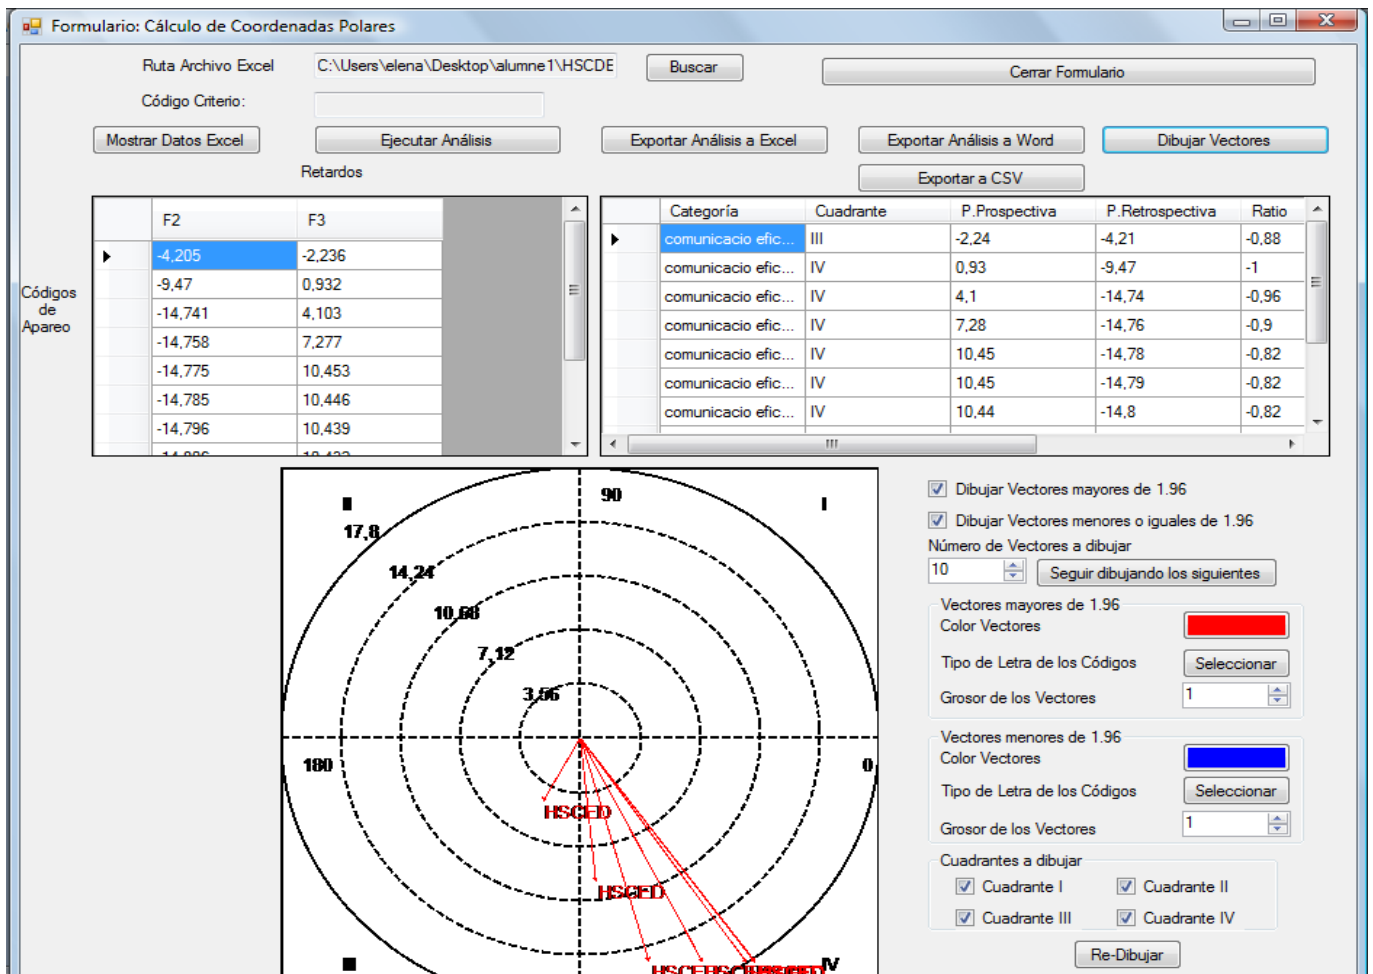 Formulario: Cálculo de Coordenadas Polares
Ruta Archivo Excel C:\Users\elena\Desktop\alumne1\HSCDE Buscar Cerrar Formulario
Código Criterio:
Mostrar Datos Excel Ejecutar Análisis Exportar Análisis a Excel Exportar Análisis a Word Dibujar Vectores
Retardos Exportar a CSV
Códigos
de
Apareo
F2 F3
-4,205 -2,236
-9,47 0,932
-14,741 4,103
-14,758 7,277
-14,775 10,453
-14,785 10,446
-14,796 10,439
Categoría Cuadrante P.Prospectiva P.Retrospectiva Ratio
comunicacio efic... III -2,24 -4,21 -0,88
comunicacio efic... IV 0,93 -9,47 -1
comunicacio efic... IV 4,1 -14,74 -0,96
comunicacio efic... IV 7,28 -14,76 -0,9
comunicacio efic... IV 10,45 -14,78 -0,82
comunicacio efic... IV 10,45 -14,79 -0,82
comunicacio efic... IV 10,44 -14,8 -0,82
II 90 I
17,8
14,24
10,68
7,12
3,56
180 0
HSCED
HSCED
III IV
Dibujar Vectores mayores de 1.96
Dibujar Vectores menores o iguales de 1.96
Número de Vectores a dibujar
10 Seguir dibujando los siguientes
Vectores mayores de 1.96
Color Vectores
Tipo de Letra de los Códigos Seleccionar
Grosor de los Vectores 1
Vectores menores de 1.96
Color Vectores
Tipo de Letra de los Códigos Seleccionar
Grosor de los Vectores 1
Cuadrantes a dibujar
Cuadrante I Cuadrante II
Cuadrante III Cuadrante IV
Re-Dibujar